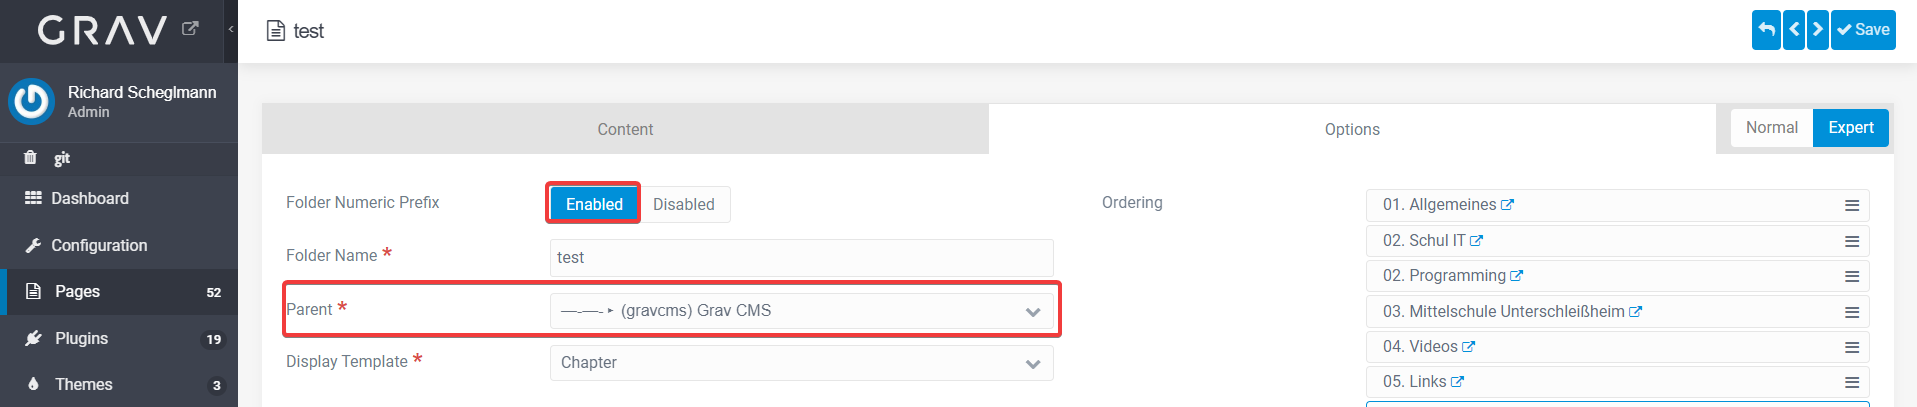 GRAV
test
Save
Richard Scheglmann
Admin
git
Dashboard
Configuration
Pages 52
Plugins 19
Themes 3
Content
Options
Normal
Expert
Folder Numeric Prefix
Enabled
Disabled
Folder Name *
test
Parent *
—-—- ▸ (gravcms) Grav CMS
Display Template *
Chapter
Ordering
01. Allgemeines
02. Schul IT
02. Programming
03. Mittelschule Unterschleißheim
04. Videos
05. Links